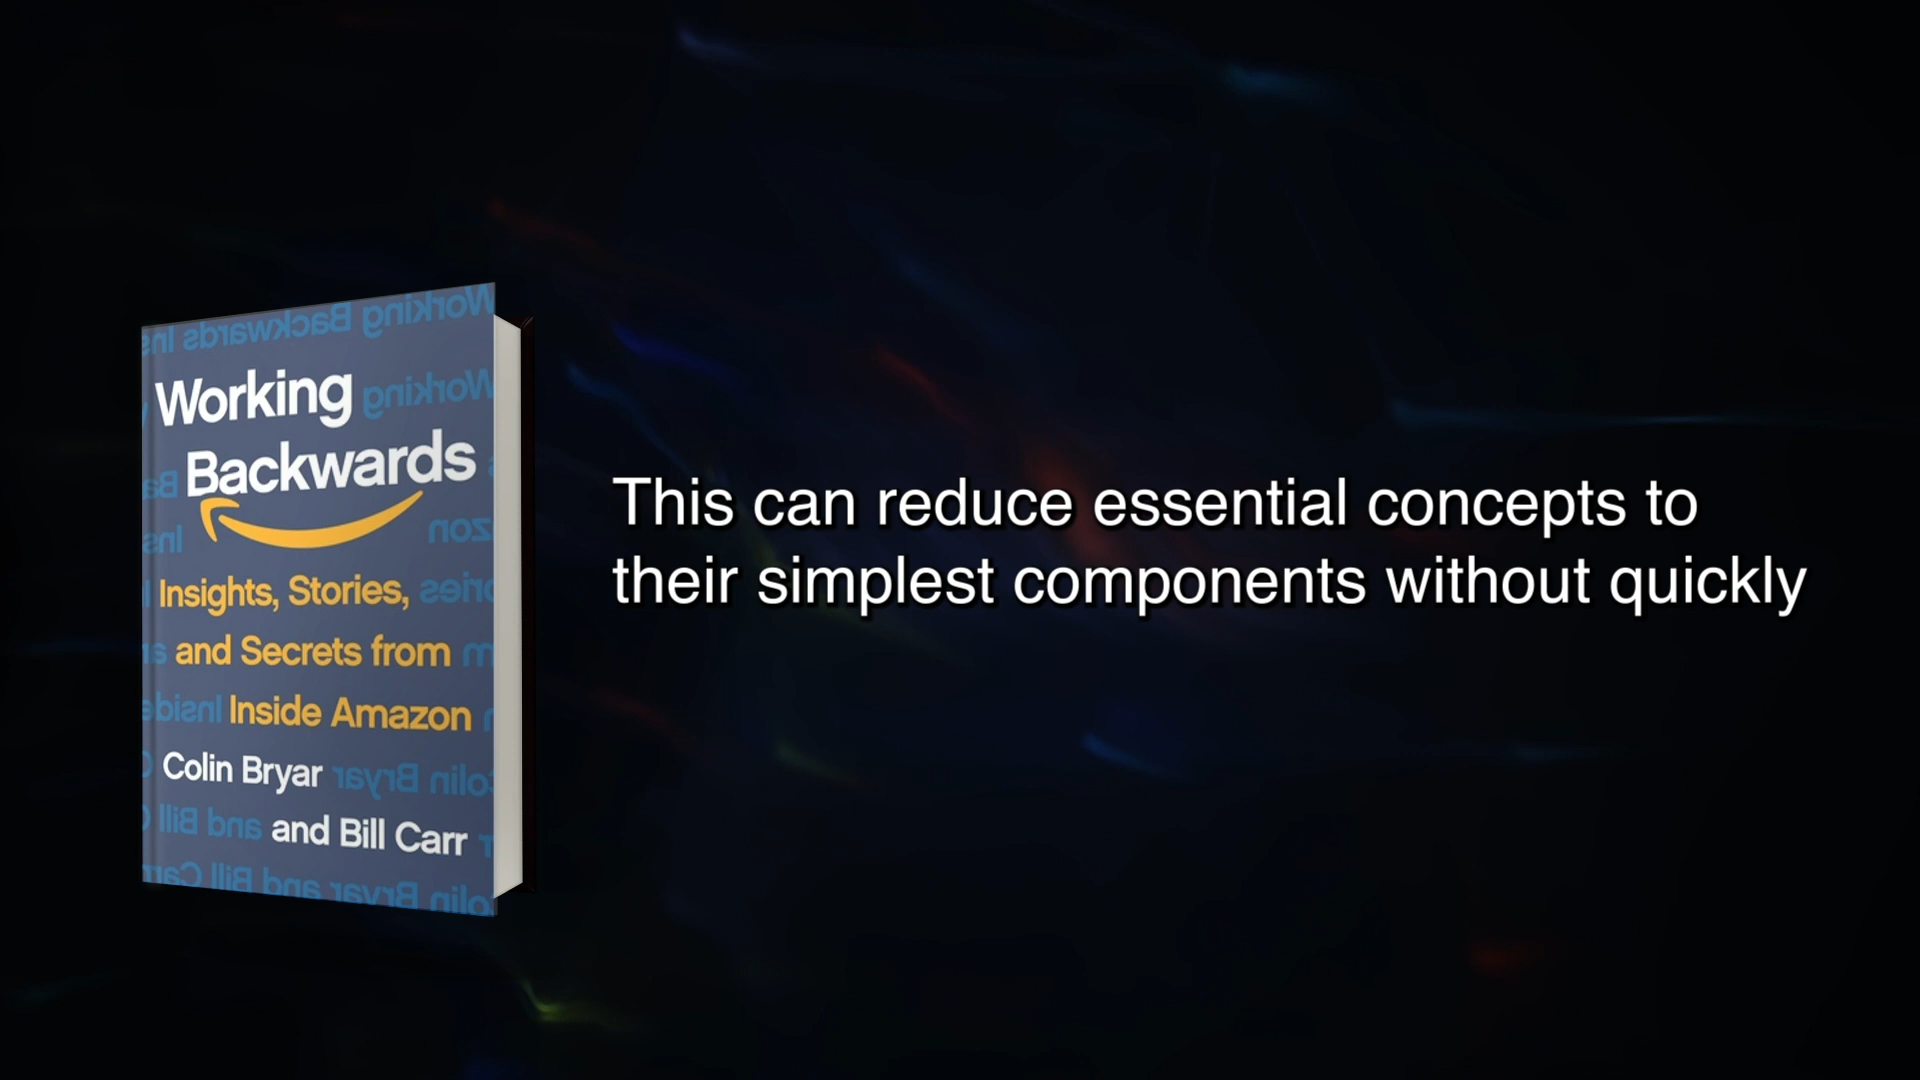 Working
Backwards
Insights, Stories,
and Secrets from
Inside Amazon
Colin Bryar
and Bill Carr
This can reduce essential concepts to
their simplest components without quickly